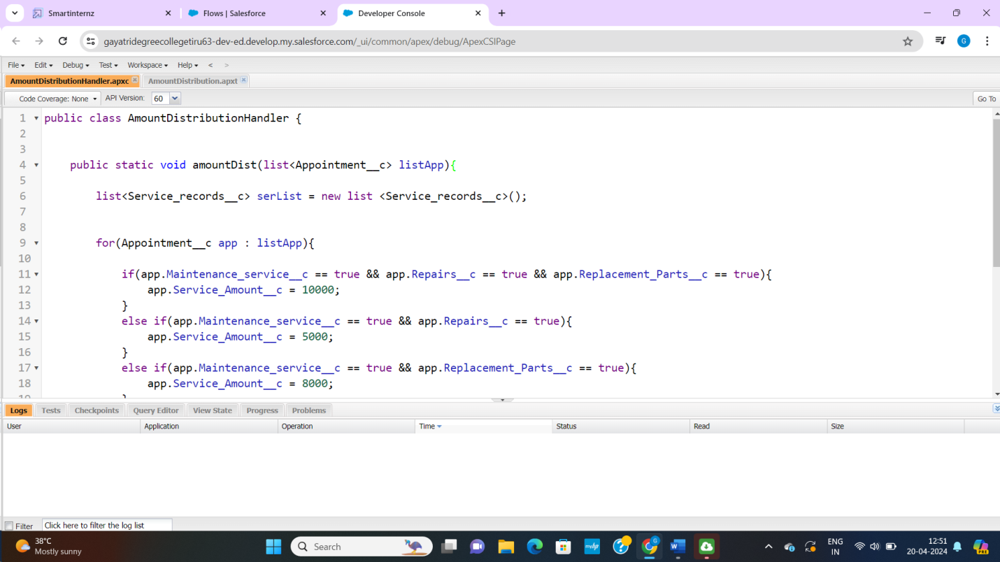 Smartinternz
Flows | Salesforce
Developer Console
gayatridegreecollegetiru63-dev-ed.develop.my.salesforce.com/_ui/common/apex/debug/ApexCSIPage
G
File Edit Debug Test Workspace Help < >
AmountDistributionHandler.apxc AmountDistribution.apxt
Code Coverage: None API Version: 60 Go To
1 public class AmountDistributionHandler {
2
3
4 public static void amountDist(list<Appointment__c> listApp){
5
6 list<Service_records__c> serList = new list <Service_records__c>();
7
8
9 for(Appointment__c app : listApp){
10
11 if(app.Maintenance_service__c == true && app.Repairs__c == true && app.Replacement_Parts__c == true){
12 app.Service_Amount__c = 10000;
13 }
14 else if(app.Maintenance_service__c == true && app.Repairs__c == true){
15 app.Service_Amount__c = 5000;
16 }
17 else if(app.Maintenance_service__c == true && app.Replacement_Parts__c == true){
18 app.Service_Amount__c = 8000;
19 }
Logs Tests Checkpoints Query Editor View State Progress Problems
User Application Operation Time Status Read Size
Filter Click here to filter the log list
38°C
Mostly sunny
Search
myhp
G
W
ENG
IN
12:51
20-04-2024
PRE